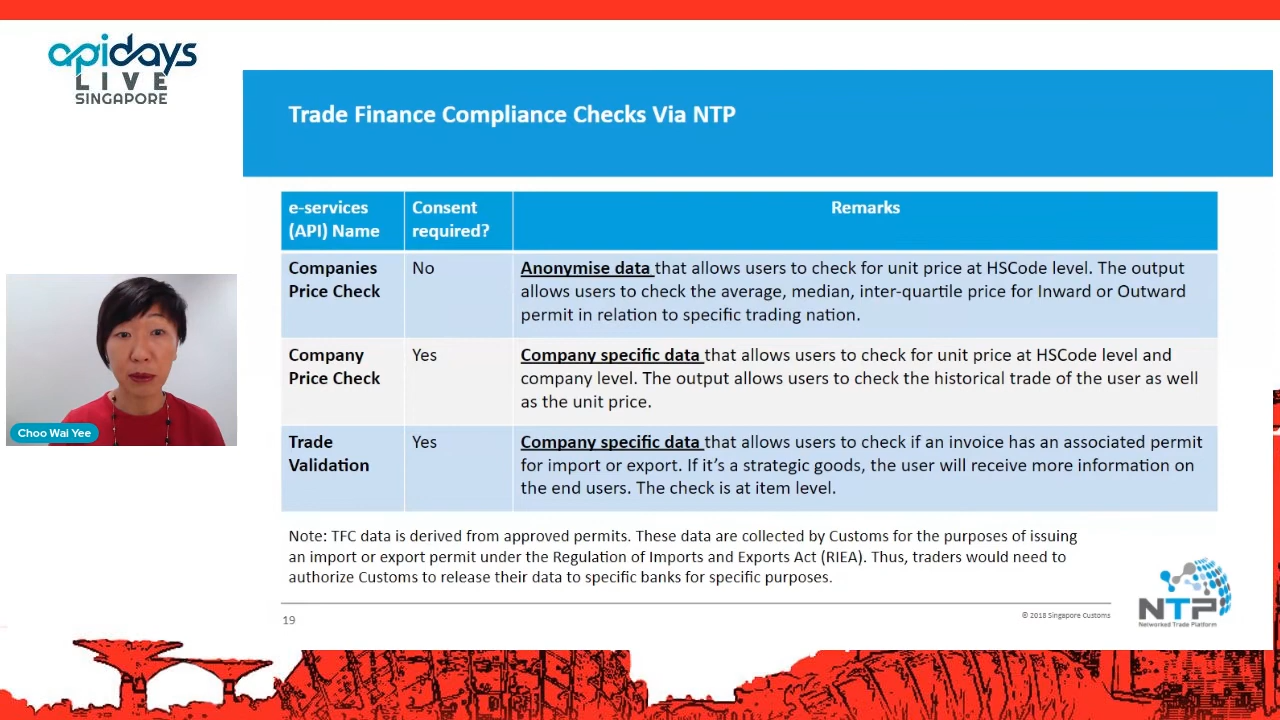 apidays
LIVE
SINGAPORE
Trade Finance Compliance Checks Via NTP
e-services
(API) Name
Consent
required?
Remarks
Companies
Price Check
No
Anonymise data that allows users to check for unit price at HSCode level. The output
allows users to check the average, median, inter-quartile price for Inward or Outward
permit in relation to specific trading nation.
Company
Price Check
Yes
Company specific data that allows users to check for unit price at HSCode level and
company level. The output allows users to check the historical trade of the user as well
as the unit price.
Trade
Validation
Yes
Company specific data that allows users to check if an invoice has an associated permit
for import or export. If it's a strategic goods, the user will receive more information on
the end users. The check is at item level.
Choo Wai Yee
Note: TFC data is derived from approved permits. These data are collected by Customs for the purposes of issuing
an import or export permit under the Regulation of Imports and Exports Act (RIEA). Thus, traders would need to
authorize Customs to release their data to specific banks for specific purposes.
19
© 2018 Singapore Customs
NTP
Networked Trade Platform